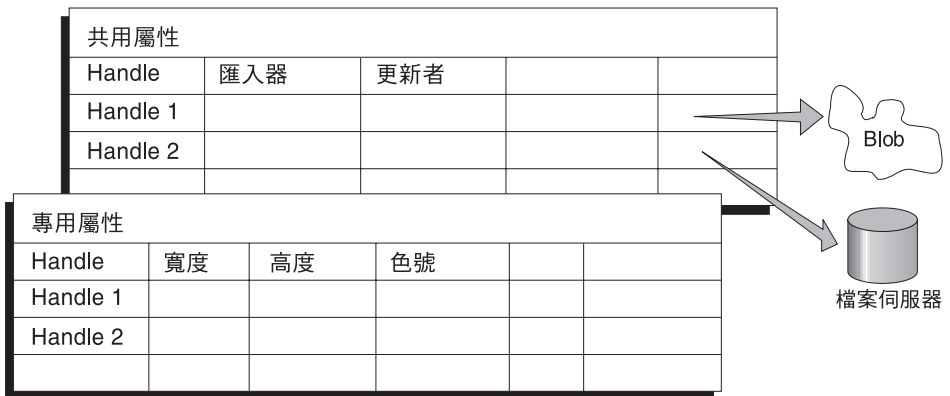 共用屬性
Handle 匯入器 更新者
Handle 1
Handle 2
Blob
檔案伺服器
專用屬性
Handle 寬度 高度 色號
Handle 1
Handle 2